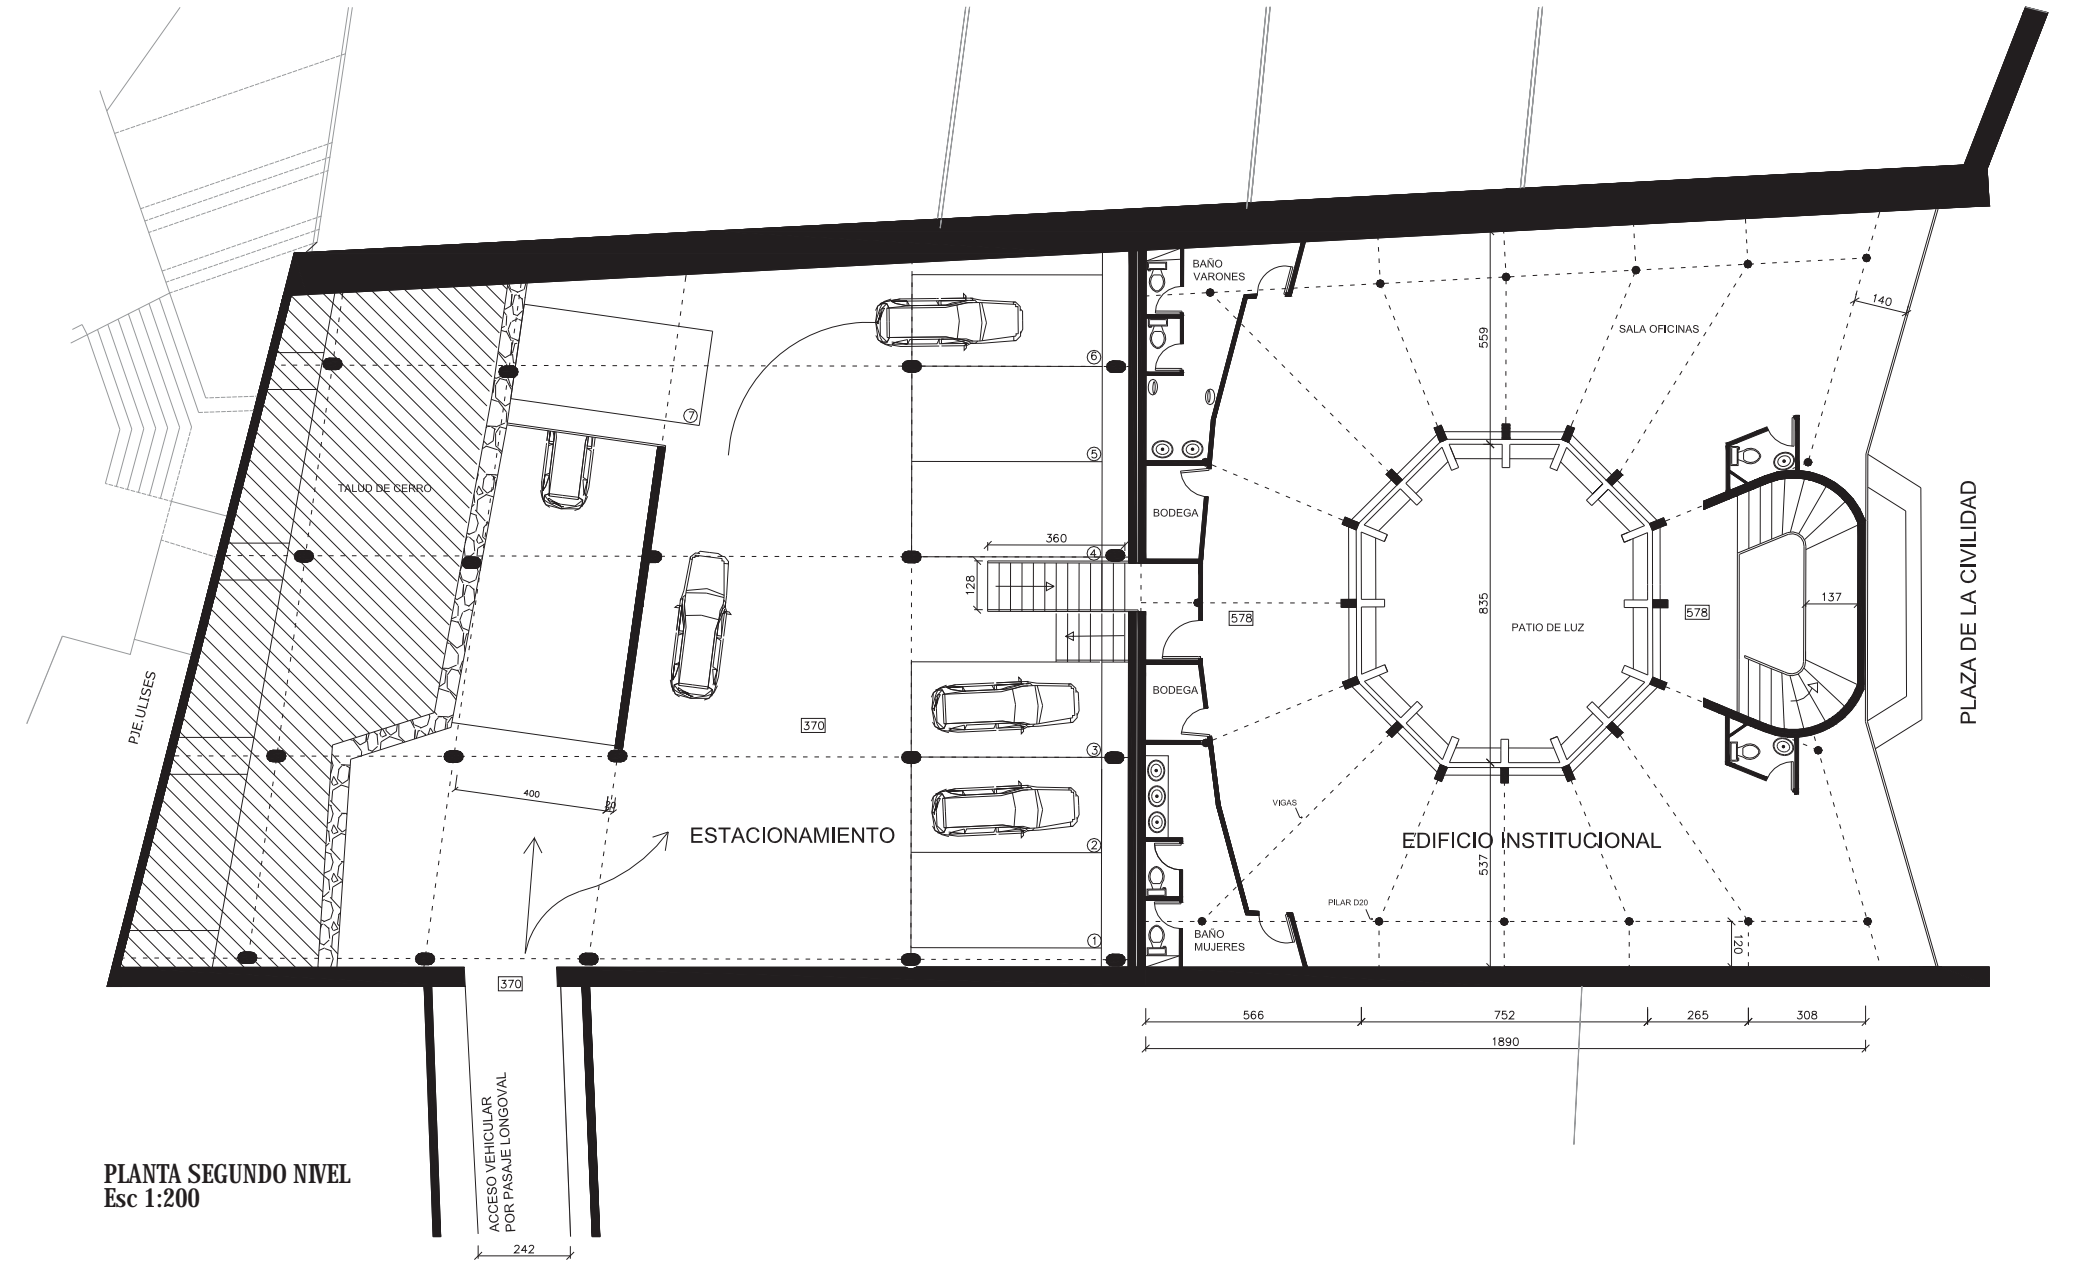 BAÑO
VARONES
140
SALA OFICINAS
559
6
7
5
TALUD DE CERRO
BODEGA
360
4
128
578
835
PATIO DE LUZ
578
137
PLAZA DE LA CIVILIDAD
PJE.ULISES
BODEGA
370
3
400
20
VIGAS
ESTACIONAMIENTO
2
EDIFICIO INSTITUCIONAL
537
PILAR D20
1
BAÑO
MUJERES
120
370
566
752
265
308
1890
ACCESO VEHICULAR
POR PASAJE LONGOVAL
242
PLANTA SEGUNDO NIVEL
Esc 1:200